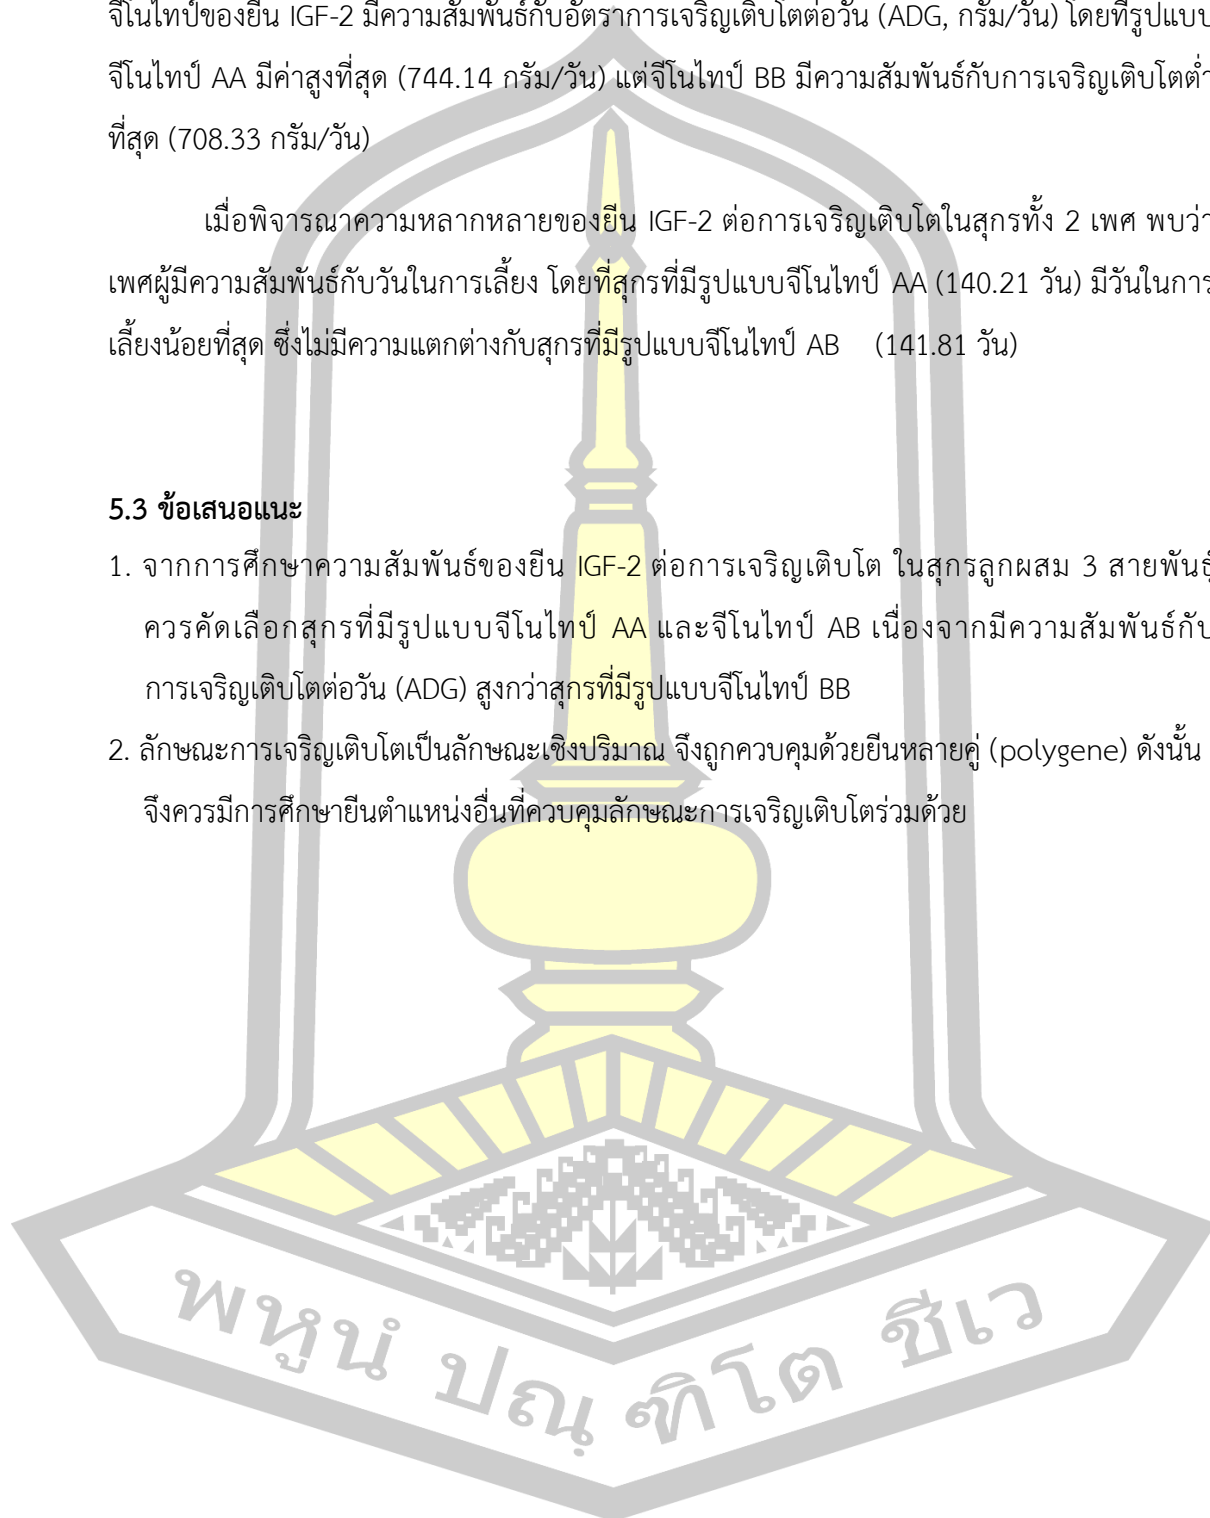 จีโนไทป์ของยีน IGF-2 มีความสัมพันธ์กับอัตราการเจริญเติบโตต่อวัน (ADG, กรัม/วัน) โดยที่รูปแบบ
จีโนไทป์ AA มีค่าสูงที่สุด (744.14 กรัม/วัน) แต่จีโนไทป์ BB มีความสัมพันธ์กับการเจริญเติบโตต่ำ
ที่สุด (708.33 กรัม/วัน)
เมื่อพิจารณาความหลากหลายของยีน IGF-2 ต่อการเจริญเติบโตในสุกรทั้ง 2 เพศ พบว่า
เพศผู้มีความสัมพันธ์กับวันในการเลี้ยง โดยที่สุกรที่มีรูปแบบจีโนไทป์ AA (140.21 วัน) มีวันในการ
เลี้ยงน้อยที่สุด ซึ่งไม่มีความแตกต่างกับสุกรที่มีรูปแบบจีโนไทป์ AB (141.81 วัน)
5.3 ข้อเสนอแนะ
1. จากการศึกษาความสัมพันธ์ของยีน IGF-2 ต่อการเจริญเติบโต ในสุกรลูกผสม 3 สายพันธุ์
ควรคัดเลือกสุกรที่มีรูปแบบจีโนไทป์ AA และจีโนไทป์ AB เนื่องจากมีความสัมพันธ์กับ
การเจริญเติบโตต่อวัน (ADG) สูงกว่าสุกรที่มีรูปแบบจีโนไทป์ BB
2. ลักษณะการเจริญเติบโตเป็นลักษณะเชิงปริมาณ จึงถูกควบคุมด้วยยีนหลายคู่ (polygene) ดังนั้น
จึงควรมีการศึกษายีนตำแหน่งอื่นที่ควบคุมลักษณะการเจริญเติบโตร่วมด้วย
พหูนํ ปณฺฑิโต ชีเว